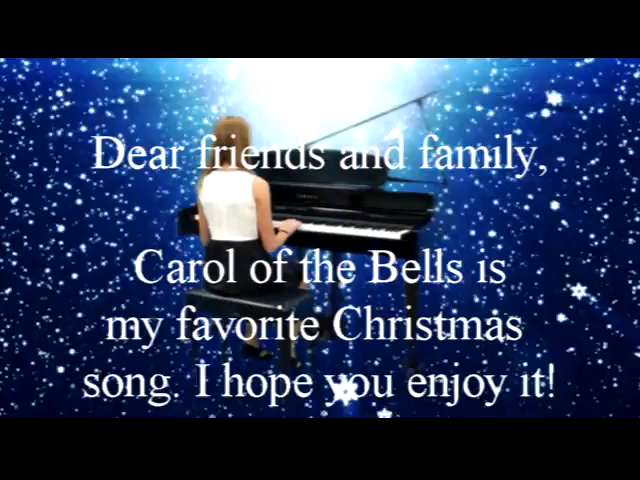 Dear friends and family,
Carol of the Bells is
my favorite Christmas
song. I hope you enjoy it!